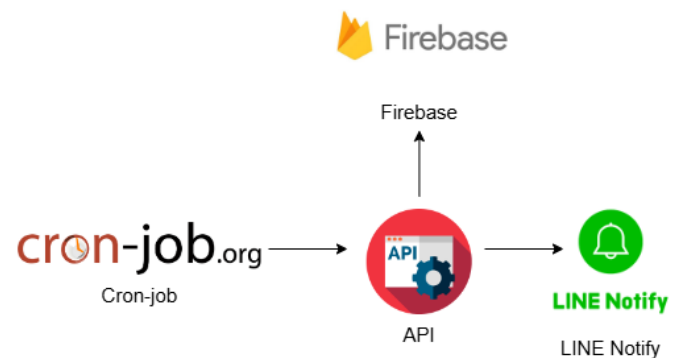 Firebase
Firebase
cron-job.org
Cron-job
API
API
LINE Notify
LINE Notify